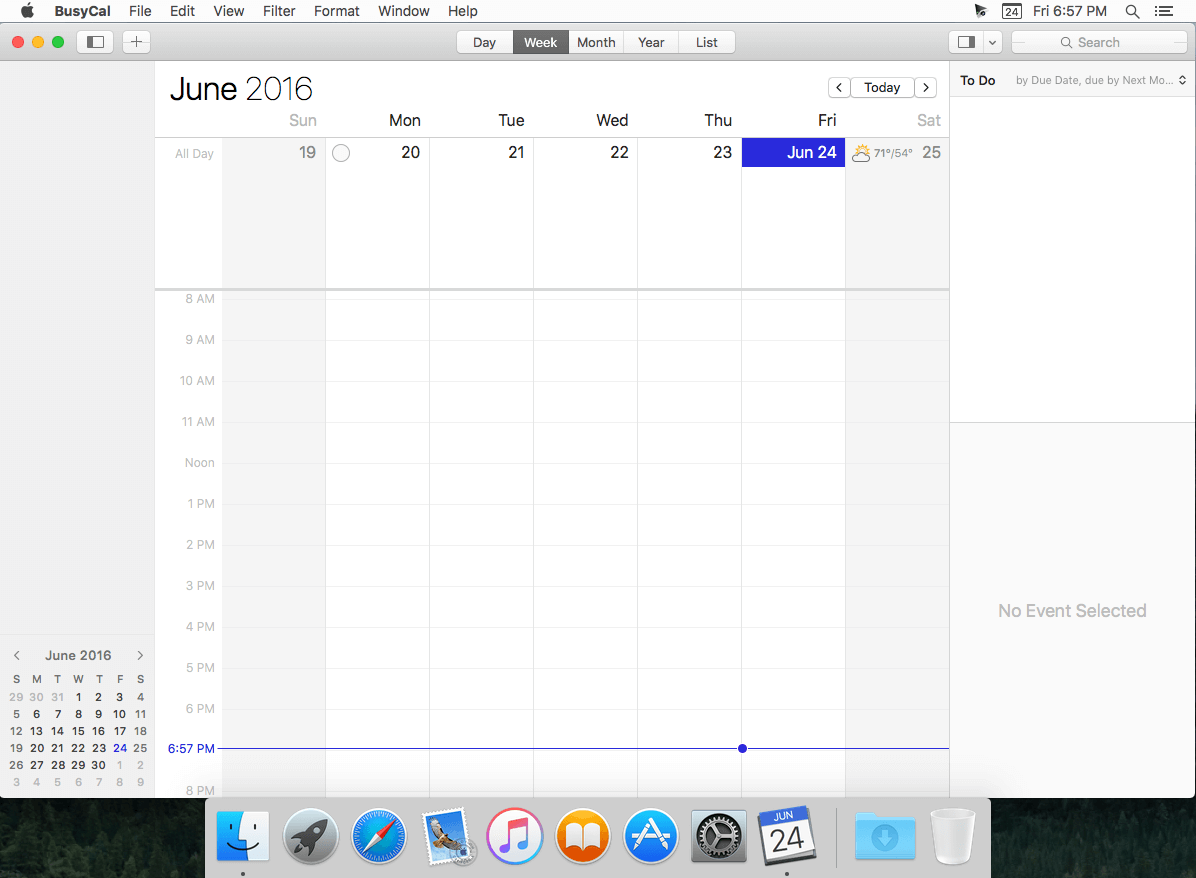 BusyCal File Edit View Filter Format Window Help 24 Fri 6:57 PM
Day Week Month Year List Search
June 2016 Today
Sun Mon Tue Wed Thu Fri Sat
All Day 19 20 21 22 23 Jun 24 71°/54° 25
8 AM
9 AM
10 AM
11 AM
Noon
1 PM
2 PM
3 PM
4 PM
5 PM
6 PM
6:57 PM
8 PM
To Do by Due Date, due by Next Mo...
No Event Selected
June 2016
S M T W T F S
29 30 31 1 2 3 4
5 6 7 8 9 10 11
12 13 14 15 16 17 18
19 20 21 22 23 24 25
26 27 28 29 30 1 2
3 4 5 6 7 8 9
JUN
24